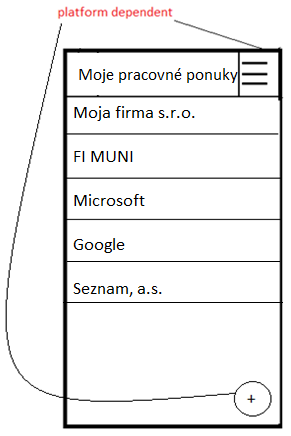 platform dependent
Moje pracovné ponuky
Moja firma s.r.o.
FI MUNI
Microsoft
Google
Seznam, a.s.
+